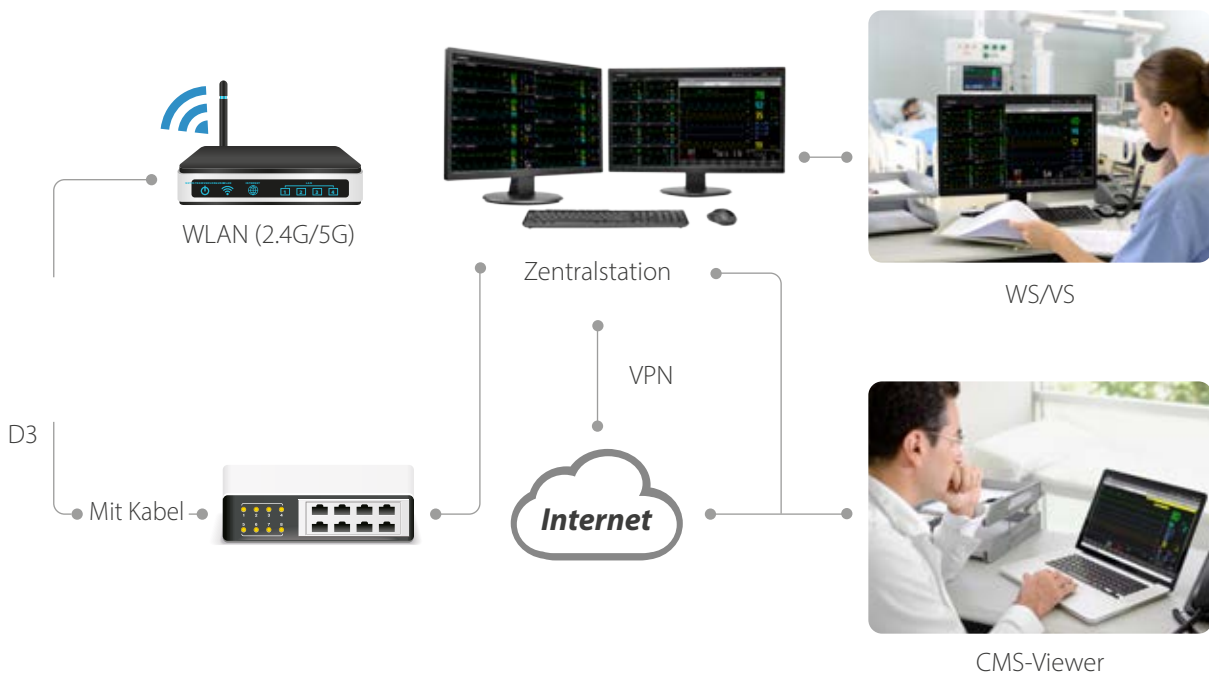 WLAN (2.4G/5G)
Zentralstation
WS/VS
VPN
D3
Mit Kabel
Internet
CMS-Viewer